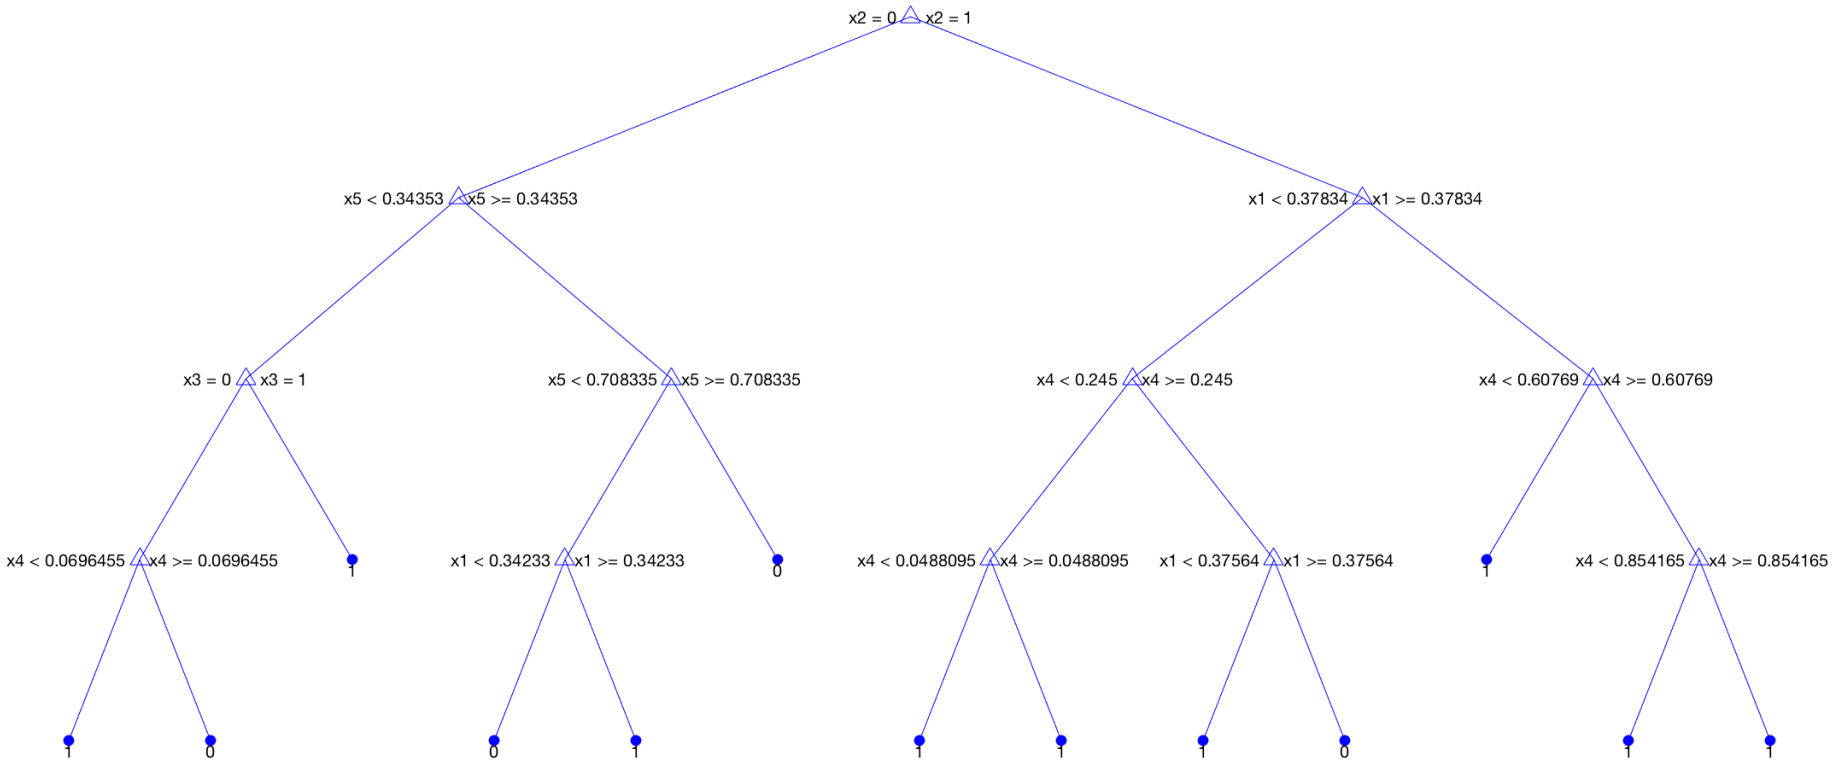 x2 = 0 x2 = 1
x5 < 0.34353 x5 >= 0.34353 x1 < 0.37834 x1 >= 0.37834
x3 = 0 x3 = 1 x5 < 0.708335 x5 >= 0.708335 x4 < 0.245 x4 >= 0.245 x4 < 0.60769 x4 >= 0.60769
x4 < 0.0696455 x4 >= 0.0696455 1 x1 < 0.34233 x1 >= 0.34233 0 x4 < 0.0488095 x4 >= 0.0488095 x1 < 0.37564 x1 >= 0.37564 1 x4 < 0.854165 x4 >= 0.854165
1 0 0 1 1 1 1 0 1 1